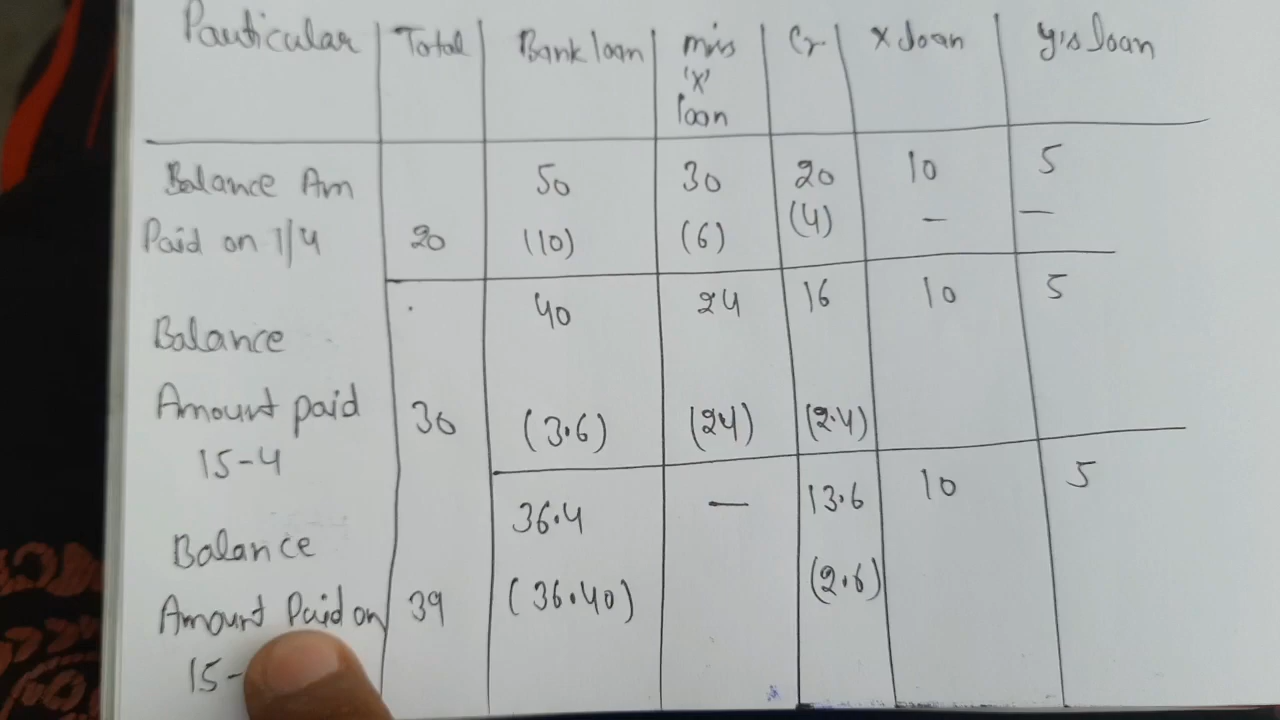 Particular Total Bank loan mrs Cr X loan y's loan
'X'
loan
Balance Am 50 30 20 10 5
Paid on 1/4 20 (10) (6) (4) — —
Balance 40 24 16 10 5
Amount paid 30 (3.6) (24) (2.4)
15-4
Balance 36.4 — 13.6 10 5
Amount Paid on 39 (36.40) (2.6)
15-